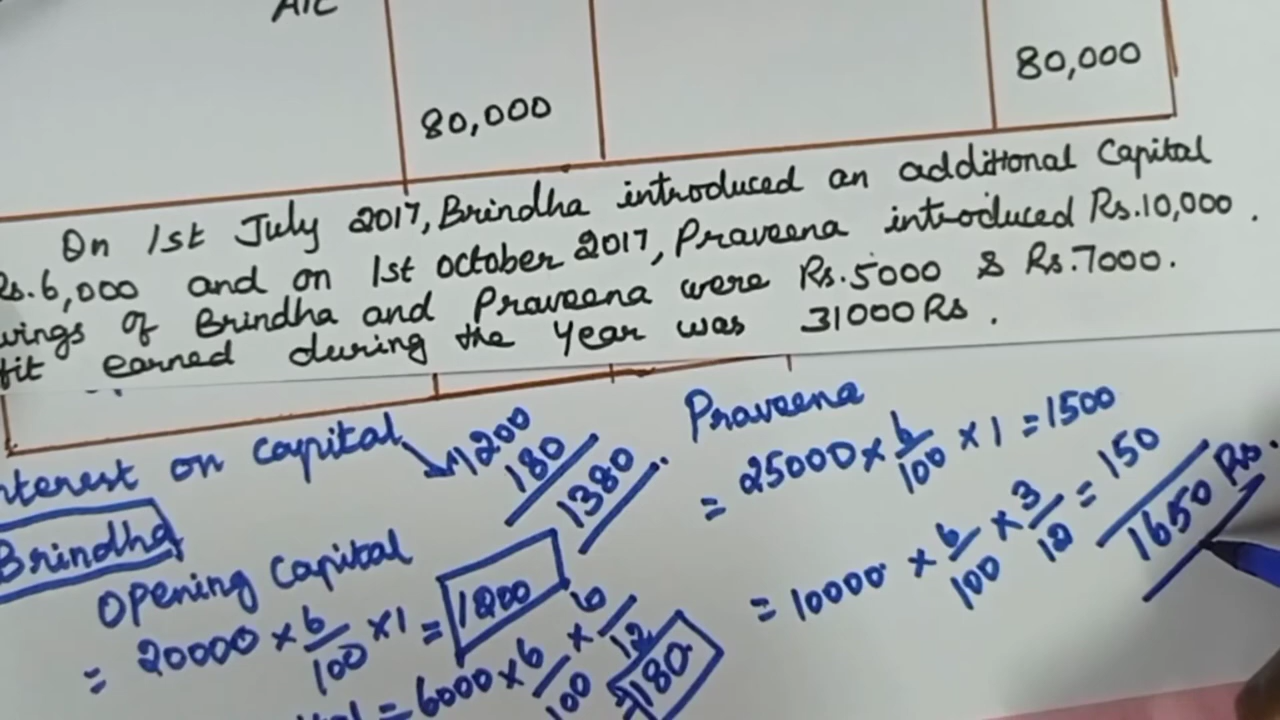 A/C
80,000 80,000
On 1st July 2017, Brindha introduced an additional Capital
Rs.6,000 and on 1st October 2017, Praveena introduced Rs.10,000.
wings of Brindha and Praveena were Rs.5000 & Rs.7000.
fit earned during the Year was 31000 Rs.
nterest on capital → 1200
180
1380.
Brindha
Opening Capital
= 20000 × 6/100 × 1 = 1200
= 6000 × 6/100 × 6/12 = 180
Praveena
= 25000 × 6/100 × 1 = 1500
= 10000 × 6/100 × 3/12 = 150
1650 Rs.